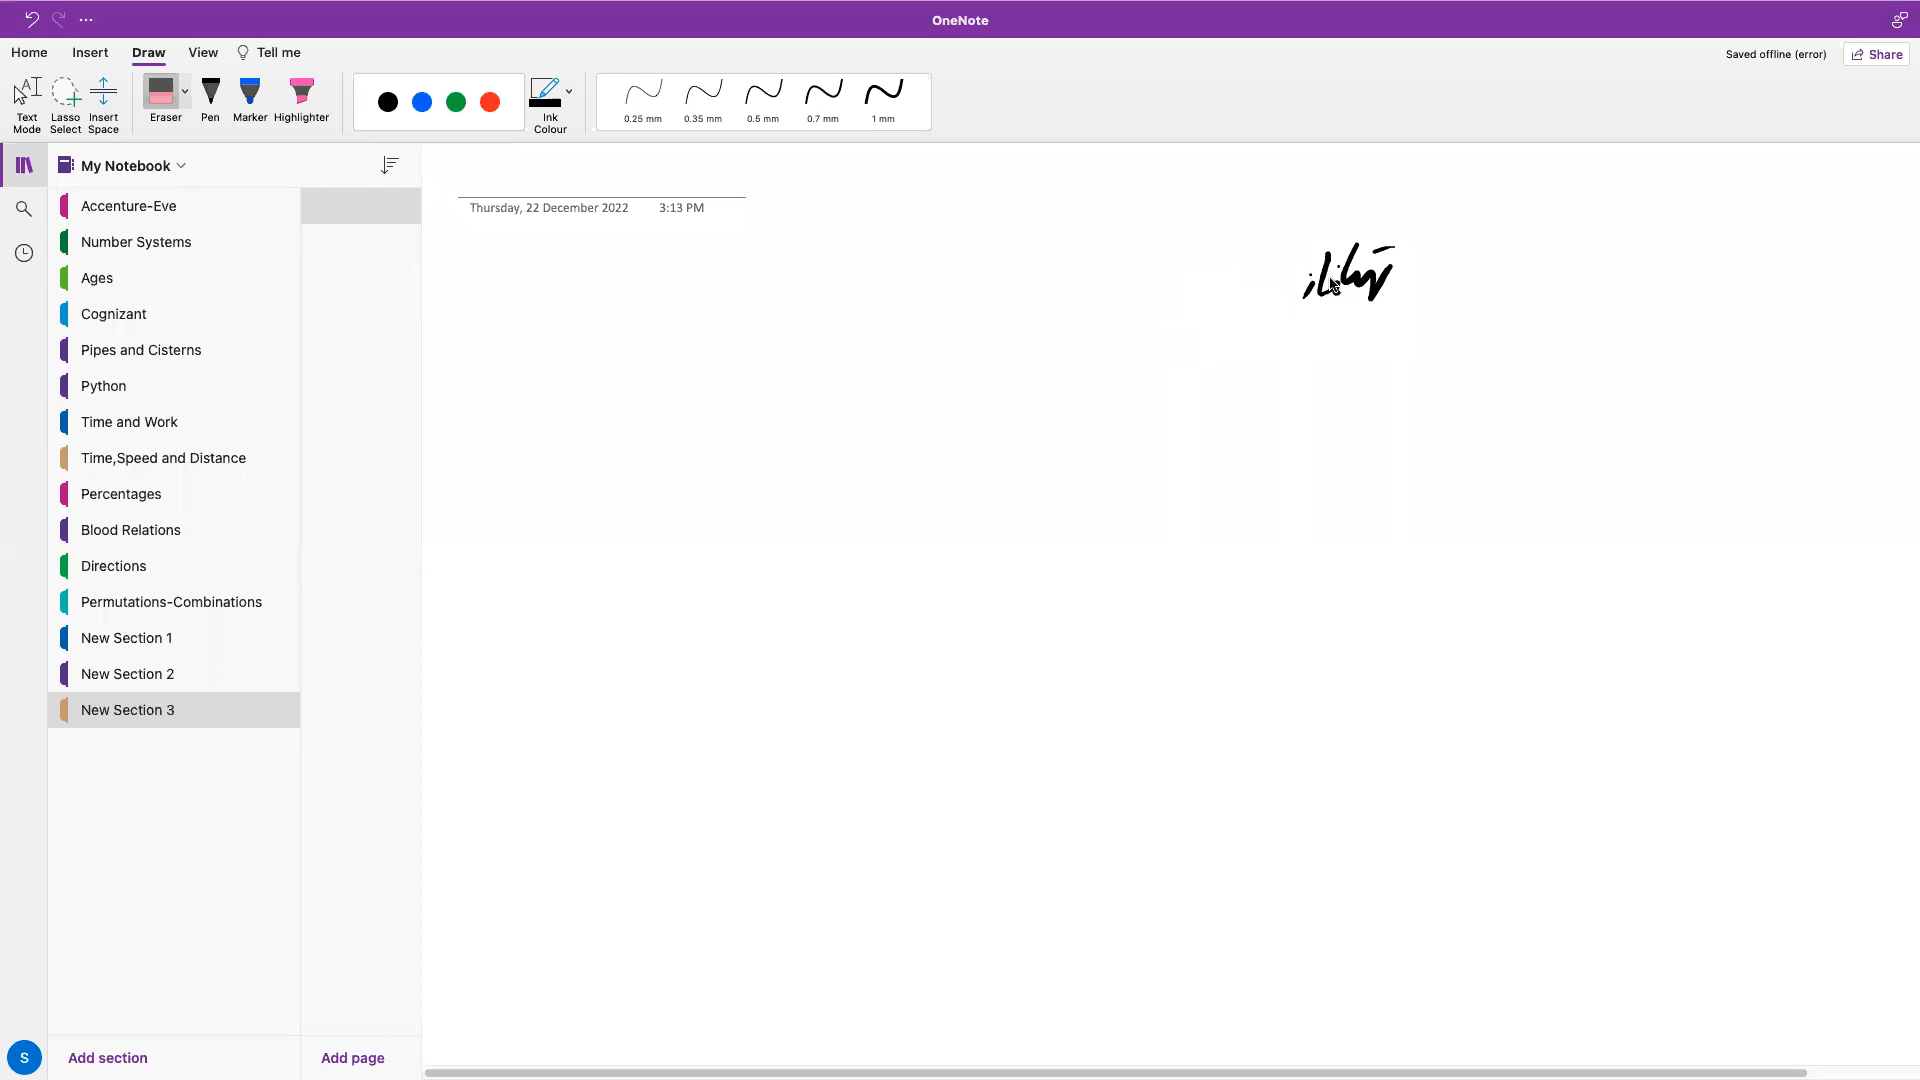 OneNote
Home Insert Draw View Tell me
Saved offline (error) Share
Text Mode
Lasso Select
Insert Space
Eraser
Pen
Marker
Highlighter
Ink Colour
0.25 mm 0.35 mm 0.5 mm 0.7 mm 1 mm
My Notebook
Accenture-Eve
Number Systems
Ages
Cognizant
Pipes and Cisterns
Python
Time and Work
Time,Speed and Distance
Percentages
Blood Relations
Directions
Permutations-Combinations
New Section 1
New Section 2
New Section 3
Thursday, 22 December 2022 3:13 PM
S
Add section
Add page